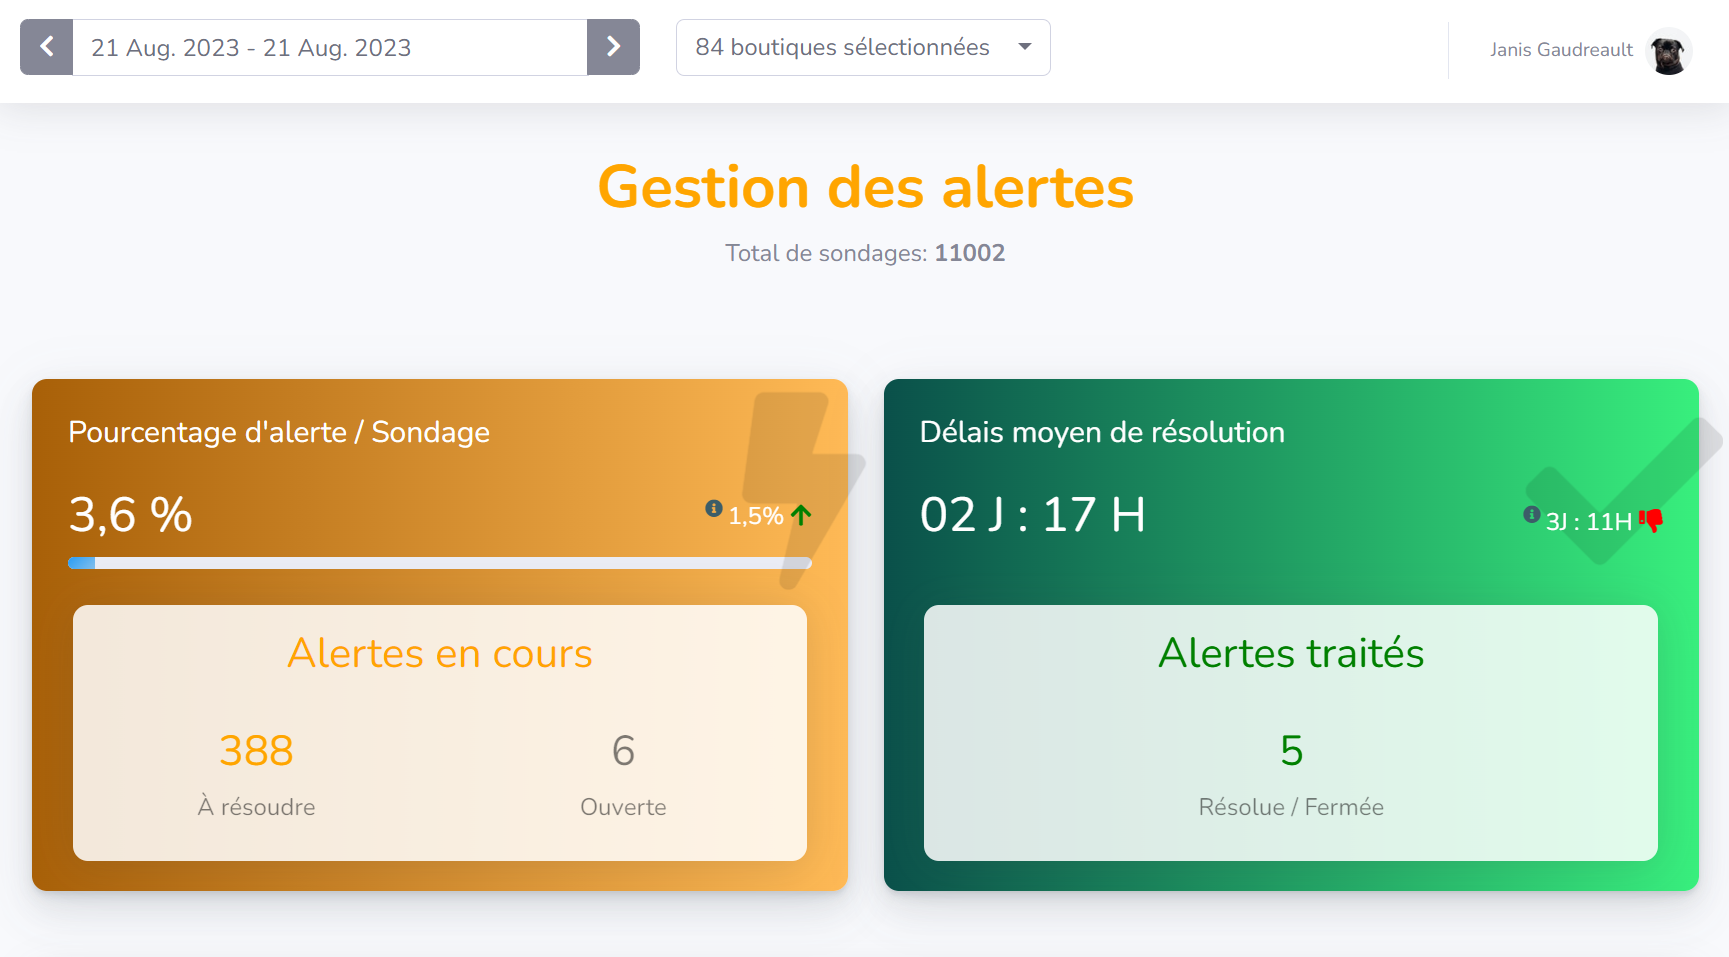 21 Aug. 2023 - 21 Aug. 2023
84 boutiques sélectionnées
Janis Gaudreault
Gestion des alertes
Total de sondages: 11002
Pourcentage d'alerte / Sondage
3,6 %
1,5%
Alertes en cours
388
6
À résoudre
Ouverte
Délais moyen de résolution
02 J : 17 H
3J : 11H
Alertes traités
5
Résolue / Fermée